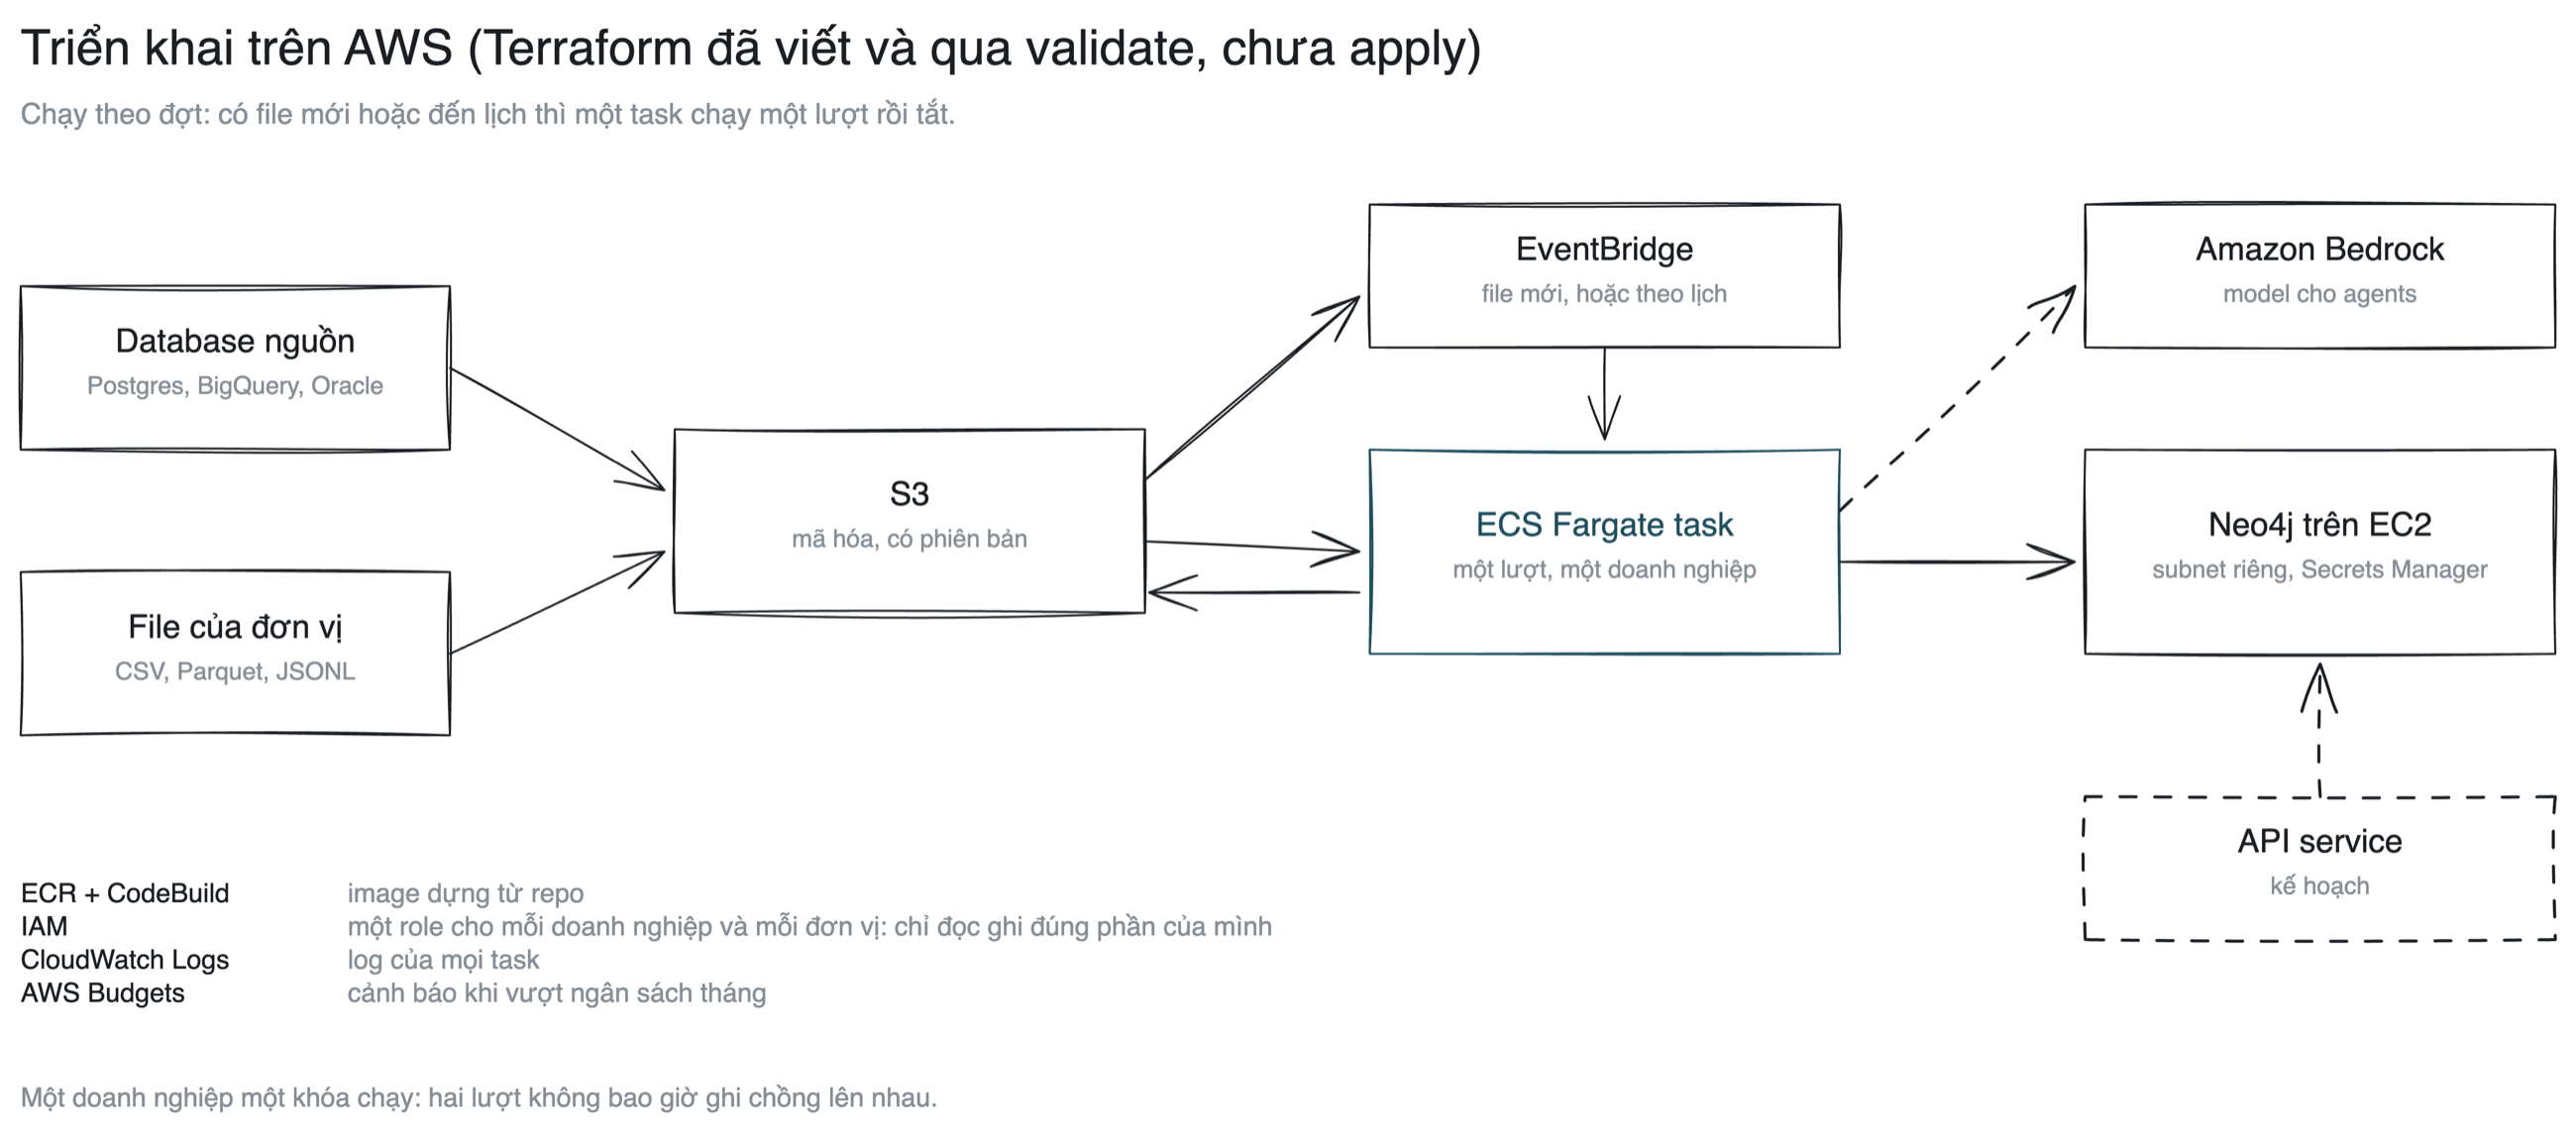 Triển khai trên AWS (Terraform đã viết và qua validate, chưa apply)
Chạy theo đợt: có file mới hoặc đến lịch thì một task chạy một lượt rồi tắt.
Database nguồn
Postgres, BigQuery, Oracle
File của đơn vị
CSV, Parquet, JSONL
S3
mã hóa, có phiên bản
EventBridge
file mới, hoặc theo lịch
ECS Fargate task
một lượt, một doanh nghiệp
Amazon Bedrock
model cho agents
Neo4j trên EC2
subnet riêng, Secrets Manager
API service
kế hoạch
ECR + CodeBuild image dựng từ repo
IAM một role cho mỗi doanh nghiệp và mỗi đơn vị: chỉ đọc ghi đúng phần của mình
CloudWatch Logs log của mọi task
AWS Budgets cảnh báo khi vượt ngân sách tháng
Một doanh nghiệp một khóa chạy: hai lượt không bao giờ ghi chồng lên nhau.